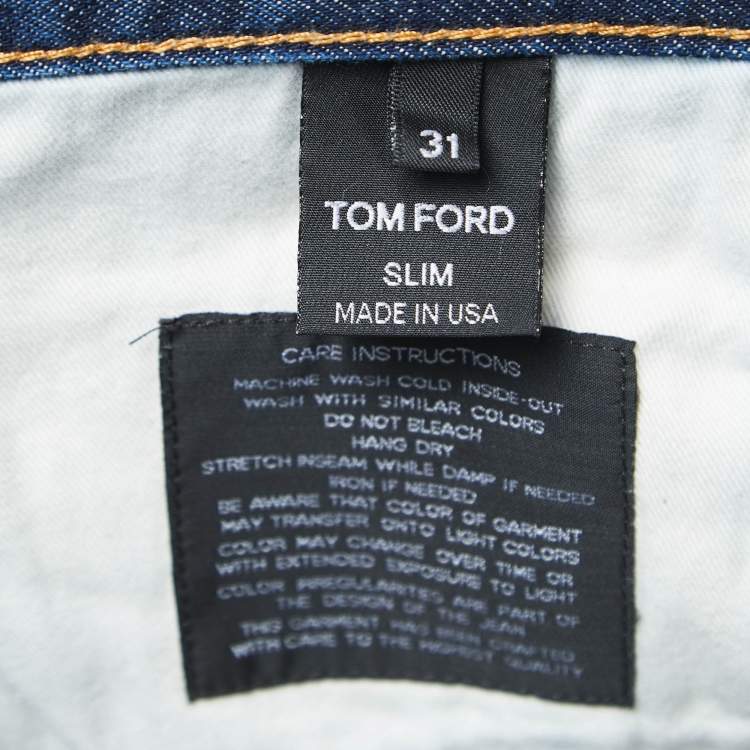 31
TOM FORD
SLIM
MADE IN USA
CARE INSTRUCTIONS
MACHINE WASH COLD INSIDE-OUT
WASH WITH SIMILAR COLORS
DO NOT BLEACH
HANG DRY
STRETCH INSEAM WHILE DAMP IF NEEDED
IRON IF NEEDED
BE AWARE THAT COLOR OF GARMENT
MAY TRANSFER ONTO LIGHT COLORS
COLOR MAY CHANGE OVER TIME OR
WITH EXTENDED EXPOSURE TO LIGHT
COLOR IRREGULARITIES ARE PART OF
THE DESIGN OF THE JEAN
THIS GARMENT HAS BEEN CRAFTED
WITH CARE TO THE HIGHEST QUALITY